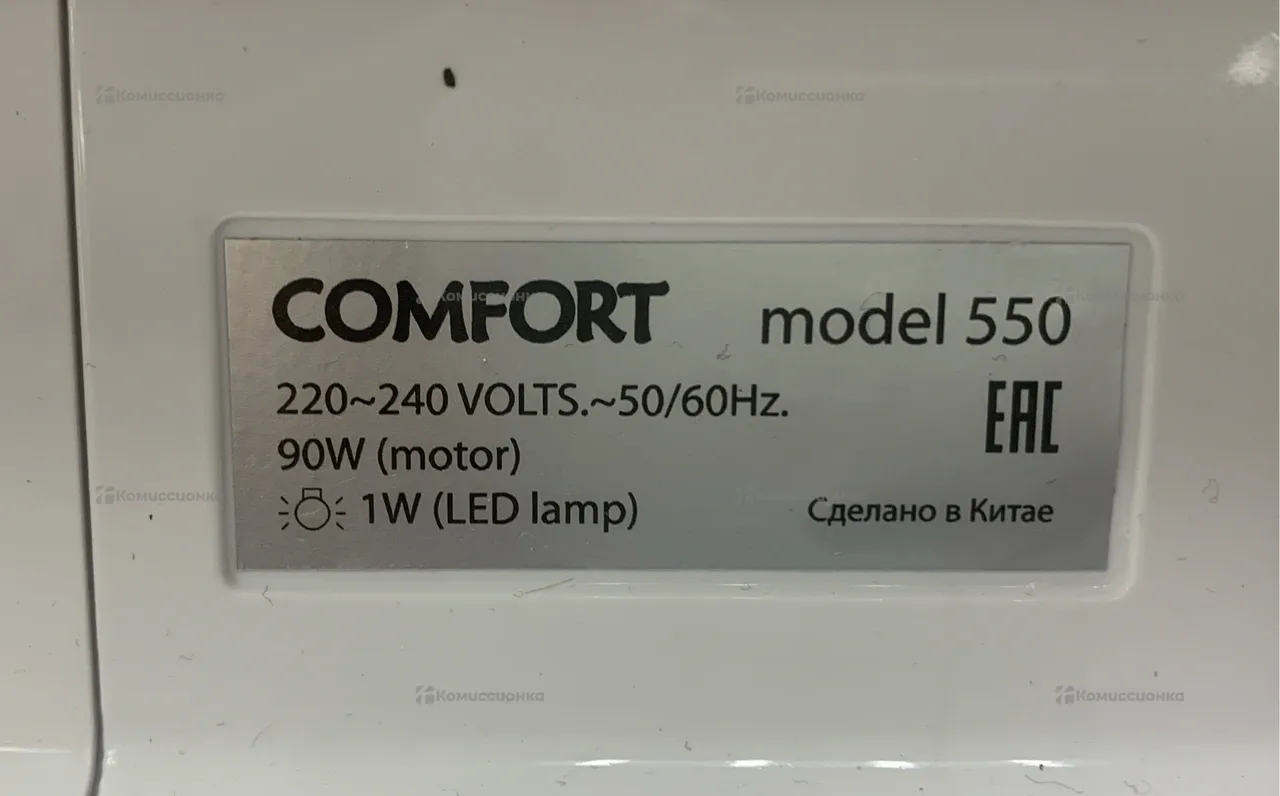 Комиссионка Комиссионка
COMFORT model 550
220~240 VOLTS.~50/60Hz.
EAC
90W (motor)
1W (LED lamp) Сделано в Китае
Комиссионка
Комиссионка Комиссионка